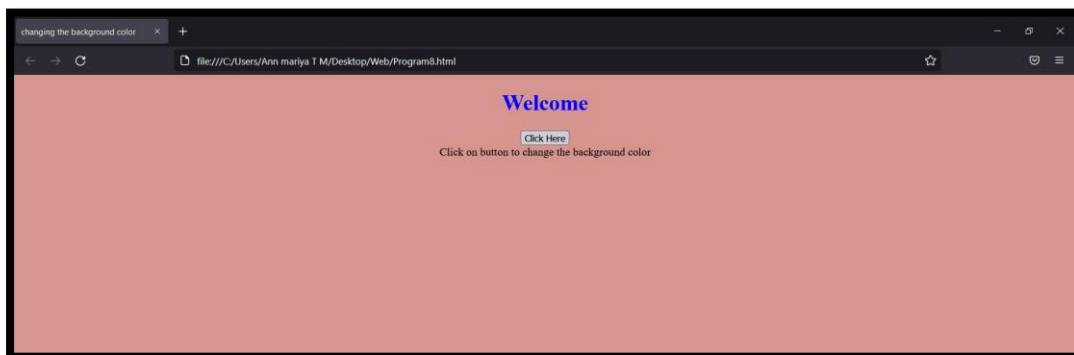 changing the background color
file:///C:/Users/Ann mariya T M/Desktop/Web/Program8.html
Welcome
Click Here
Click on button to change the background color